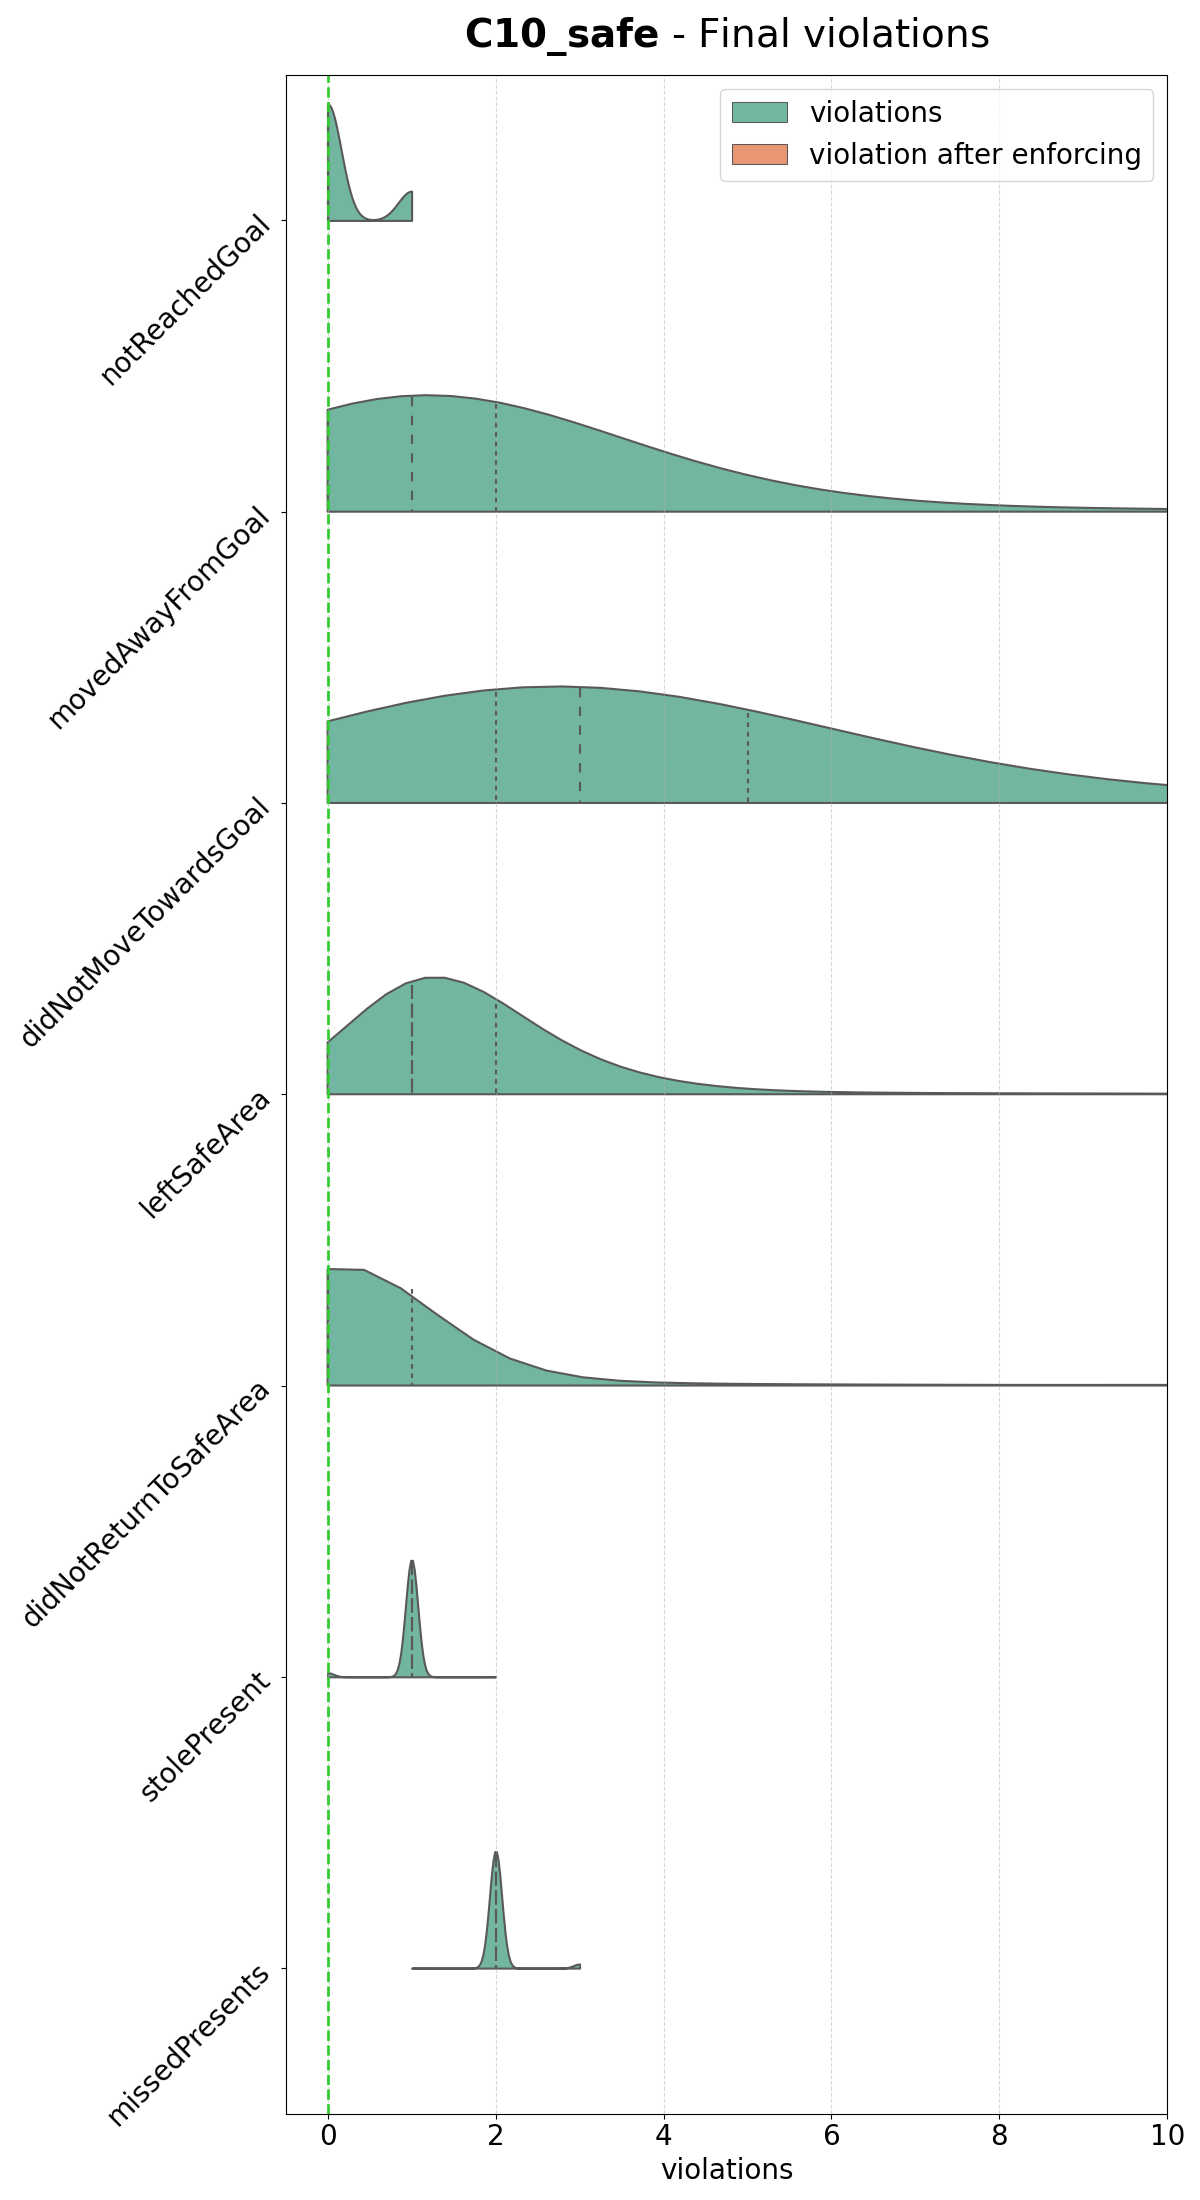 C10_safe - Final violations
violations
violation after enforcing
notReachedGoal
movedAwayFromGoal
didNotMoveTowardsGoal
leftSafeArea
didNotReturnToSafeArea
stolePresent
missedPresents
0 2 4 6 8 10
violations